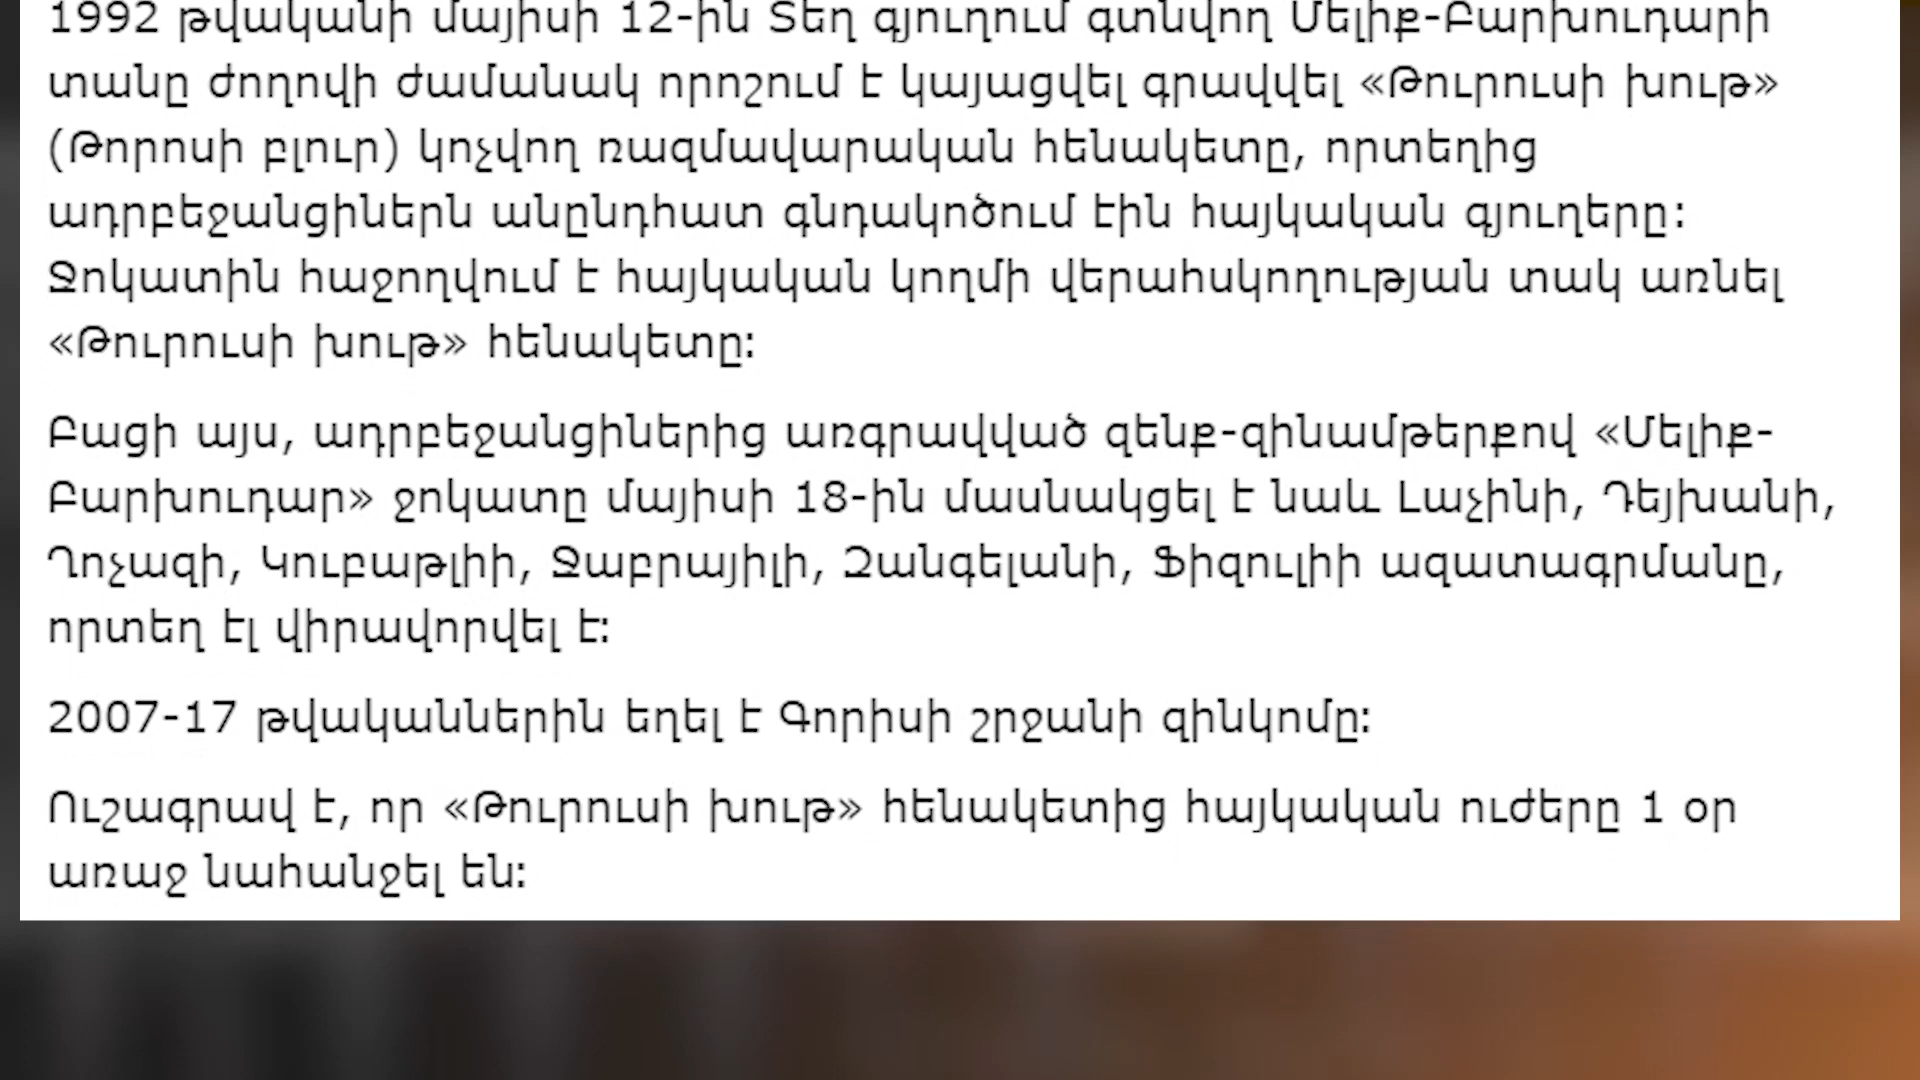 1992 թվականի մայիսի 12-ին Տեղ գյուղում գտնվող Մելիք-Բարխուդարի
տանը ժողովի ժամանակ որոշում է կայացվել գրավվել «Թուրուսի խութ»
(Թորոսի բլուր) կոչվող ռազմավարական հենակետը, որտեղից
ադրբեջանցիներն անընդհատ գնդակոծում էին հայկական գյուղերը:
Ջոկատին հաջողվում է հայկական կողմի վերահսկողության տակ առնել
«Թուրուսի խութ» հենակետը:
Բացի այս, ադրբեջանցիներից առգրավված զենք-զինամթերքով «Մելիք-
Բարխուդար» ջոկատը մայիսի 18-ին մասնակցել է նաև Լաչինի, Դեյխանի,
Ղոչազի, Կուբաթլիի, Ջաբրայիլի, Զանգելանի, Ֆիզուլիի ազատագրմանը,
որտեղ էլ վիրավորվել է:
2007-17 թվականներին եղել է Գորիսի շրջանի զինկոմը:
Ուշագրավ է, որ «Թուրուսի խութ» հենակետից հայկական ուժերը 1 օր
առաջ նահանջել են: